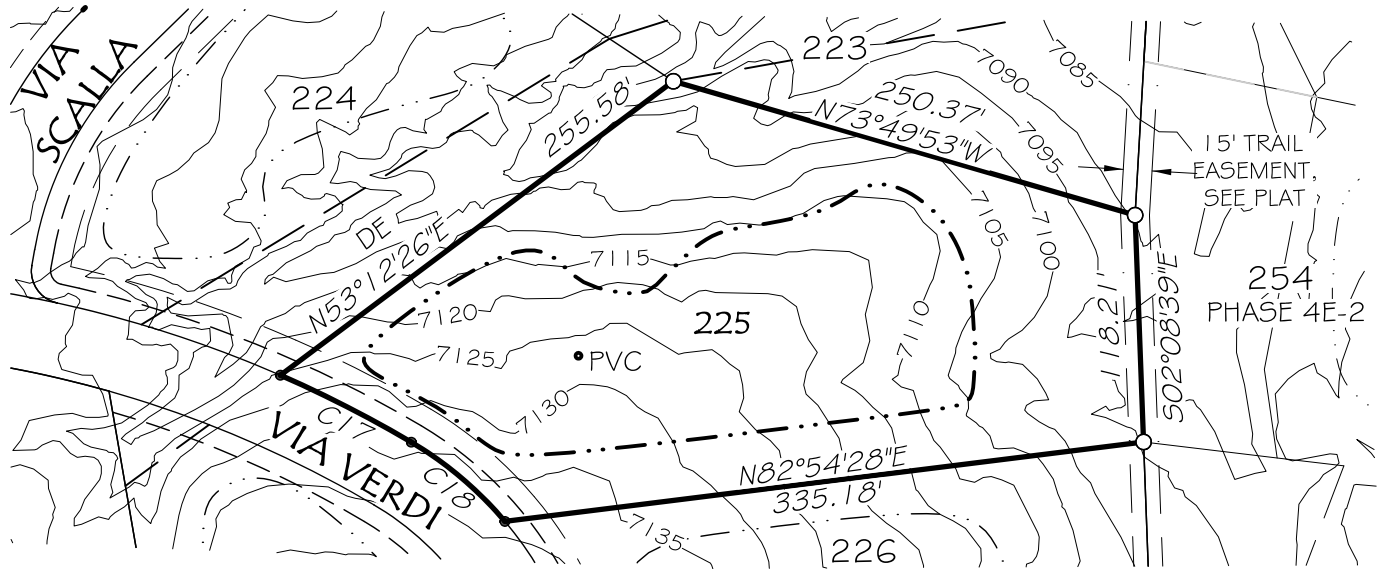 VIA
SCALLA
224
255.58'
223
7090
7085
250.37'
N73°49'53"W
7095
15' TRAIL
EASEMENT,
SEE PLAT
DE
N53°12'26"E
7115
7105
7100
254
PHASE 4E-2
7120
225
7110
118.21'
S02°08'39"E
7125
PVC
7130
C17
VIA VERDI
C18
N82°54'28"E
335.18'
7135
226